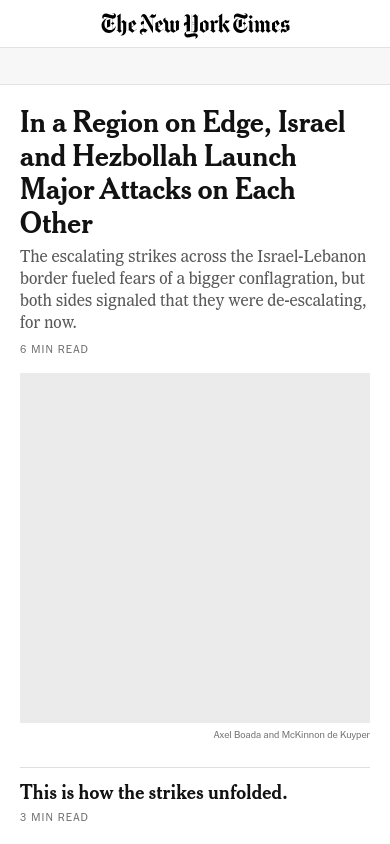 The New York Times
In a Region on Edge, Israel
and Hezbollah Launch
Major Attacks on Each
Other
The escalating strikes across the Israel-Lebanon
border fueled fears of a bigger conflagration, but
both sides signaled that they were de-escalating,
for now.
6 MIN READ
Axel Boada and McKinnon de Kuyper
This is how the strikes unfolded.
3 MIN READ